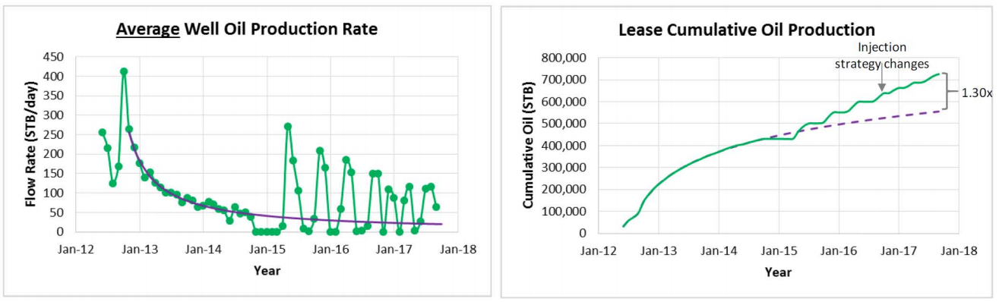 Average Well Oil Production Rate
Flow Rate (STB/day)
450
400
350
300
250
200
150
100
50
0
Jan-12 Jan-13 Jan-14 Jan-15 Jan-16 Jan-17 Jan-18
Year
Lease Cumulative Oil Production
Injection
strategy changes
Cumulative Oil (STB)
800,000
700,000
600,000
500,000
400,000
300,000
200,000
100,000
0
1.30x
Jan-12 Jan-13 Jan-14 Jan-15 Jan-16 Jan-17 Jan-18
Year